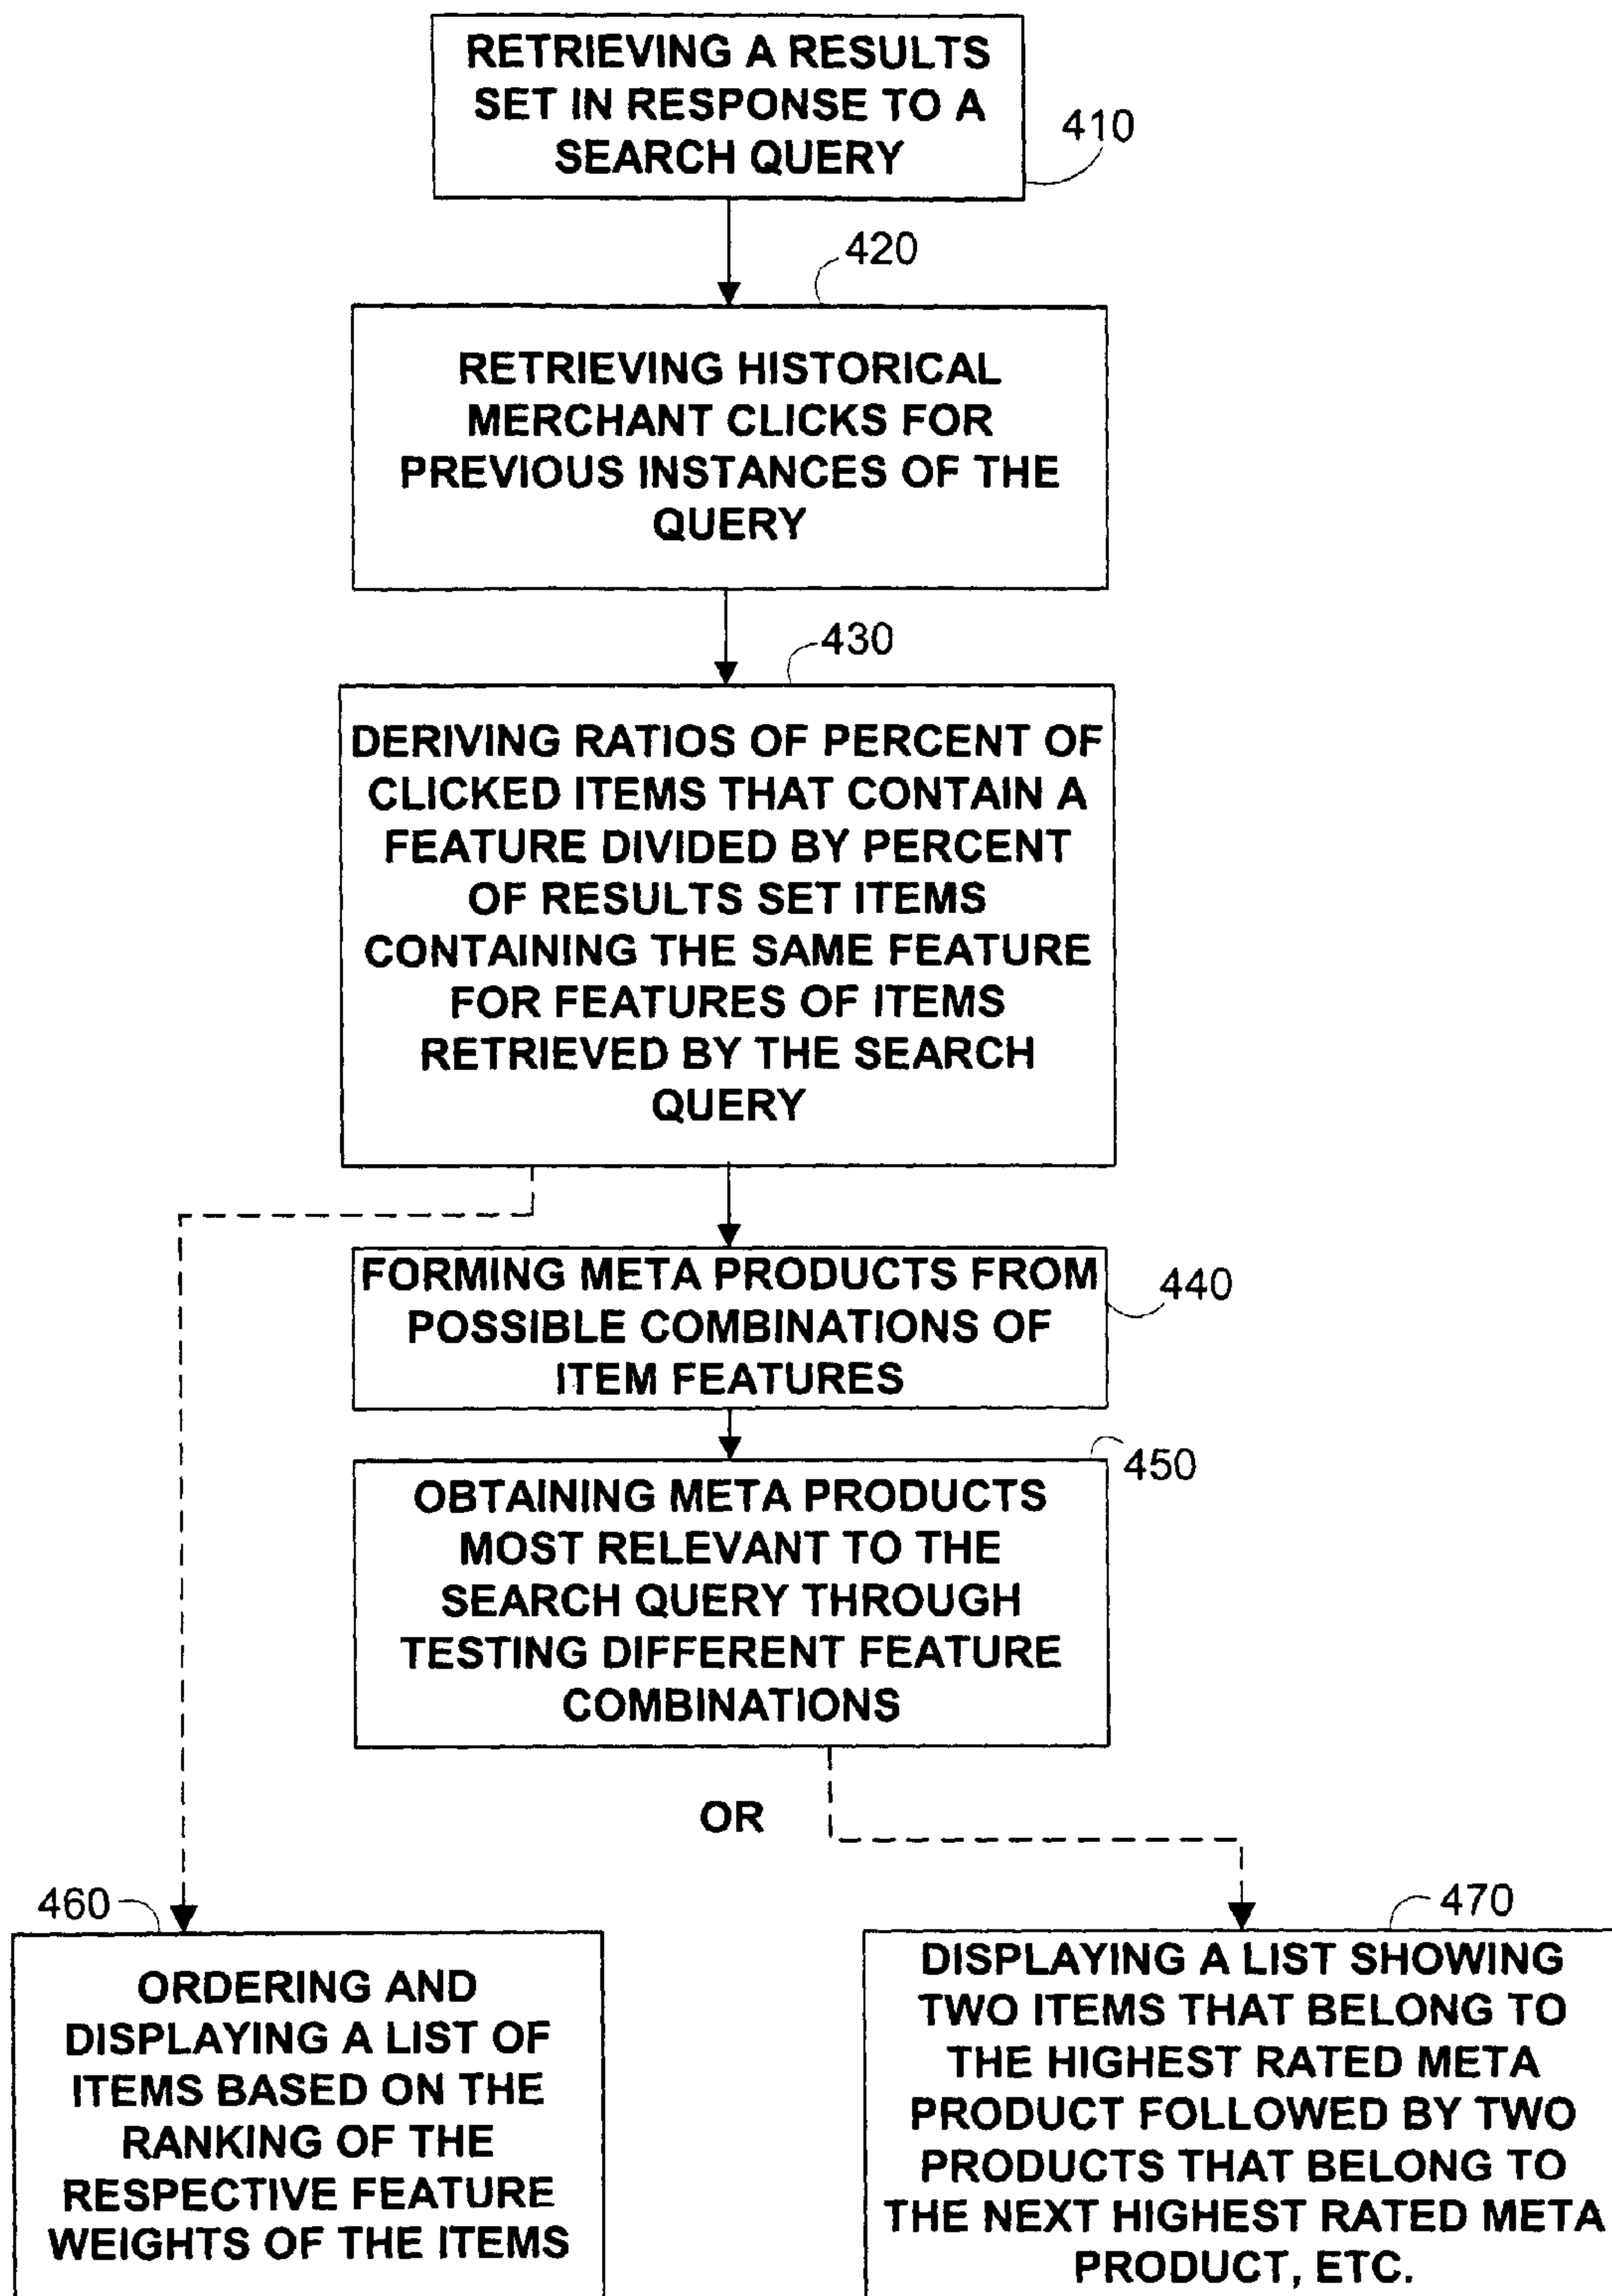 RETRIEVING A RESULTS
SET IN RESPONSE TO A
SEARCH QUERY
410
420
RETRIEVING HISTORICAL
MERCHANT CLICKS FOR
PREVIOUS INSTANCES OF THE
QUERY
430
DERIVING RATIOS OF PERCENT OF
CLICKED ITEMS THAT CONTAIN A
FEATURE DIVIDED BY PERCENT
OF RESULTS SET ITEMS
CONTAINING THE SAME FEATURE
FOR FEATURES OF ITEMS
RETRIEVED BY THE SEARCH
QUERY
FORMING META PRODUCTS FROM
POSSIBLE COMBINATIONS OF
ITEM FEATURES
440
450
OBTAINING META PRODUCTS
MOST RELEVANT TO THE
SEARCH QUERY THROUGH
TESTING DIFFERENT FEATURE
COMBINATIONS
OR
460
ORDERING AND
DISPLAYING A LIST OF
ITEMS BASED ON THE
RANKING OF THE
RESPECTIVE FEATURE
WEIGHTS OF THE ITEMS
470
DISPLAYING A LIST SHOWING
TWO ITEMS THAT BELONG TO
THE HIGHEST RATED META
PRODUCT FOLLOWED BY TWO
PRODUCTS THAT BELONG TO
THE NEXT HIGHEST RATED META
PRODUCT, ETC.